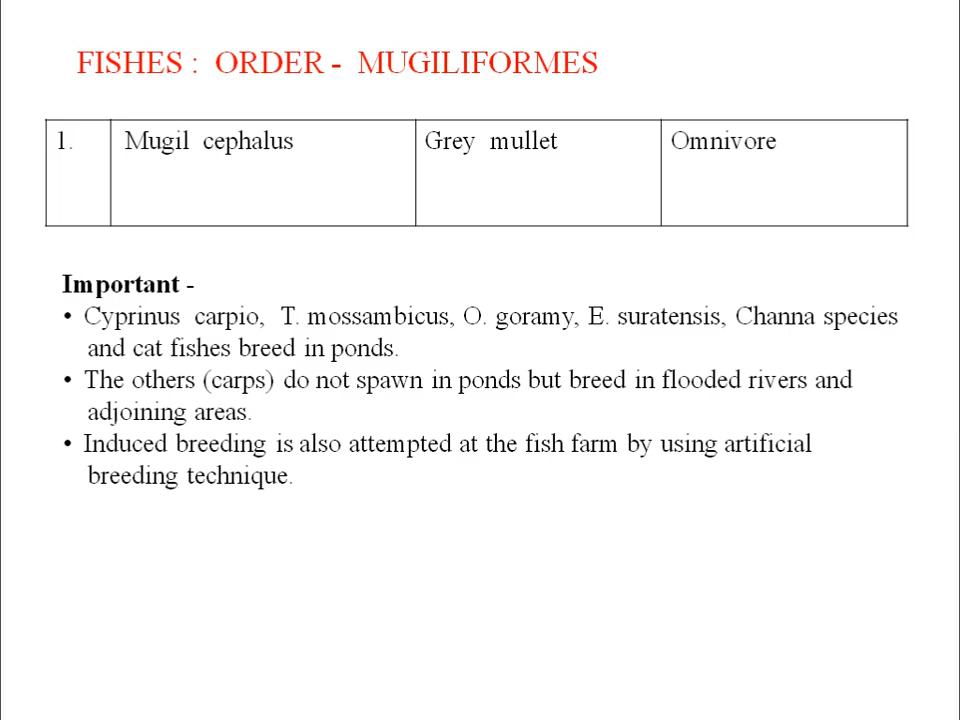 FISHES : ORDER - MUGILIFORMES
1. Mugil cephalus Grey mullet Omnivore
Important -
• Cyprinus carpio, T. mossambicus, O. goramy, E. suratensis, Channa species
and cat fishes breed in ponds.
• The others (carps) do not spawn in ponds but breed in flooded rivers and
adjoining areas.
• Induced breeding is also attempted at the fish farm by using artificial
breeding technique.